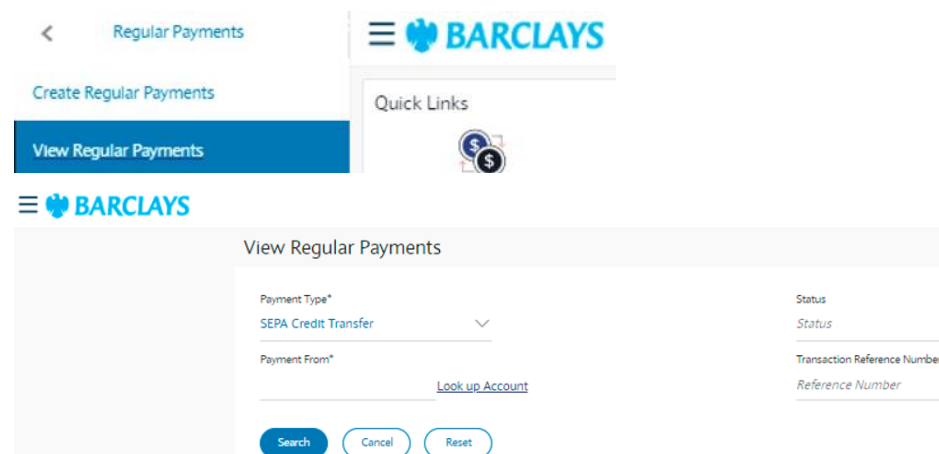 Regular Payments
BARCLAYS
Create Regular Payments
Quick Links
View Regular Payments
$
$
BARCLAYS
View Regular Payments
Payment Type*
Status
SEPA Credit Transfer
Status
Payment From*
Transaction Reference Number
Look up Account
Reference Number
Search Cancel Reset